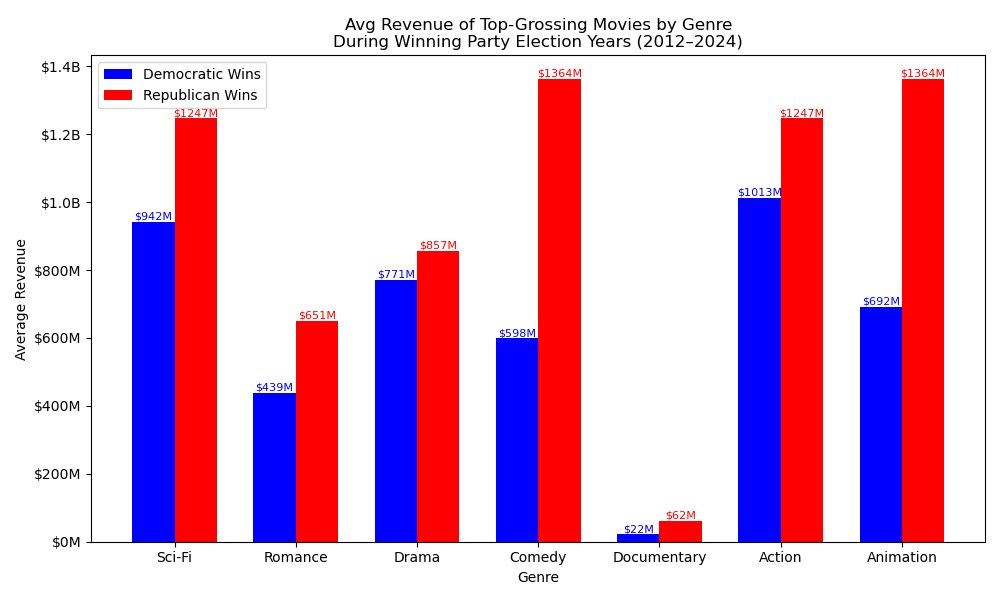 Avg Revenue of Top-Grossing Movies by Genre
During Winning Party Election Years (2012–2024)
Democratic Wins
Republican Wins
Average Revenue
$1.4B
$1.2B
$1.0B
$800M
$600M
$400M
$200M
$0M
$942M
$1247M
$439M
$651M
$771M
$857M
$598M
$1364M
$22M
$62M
$1013M
$1247M
$692M
$1364M
Sci-Fi
Romance
Drama
Comedy
Documentary
Action
Animation
Genre